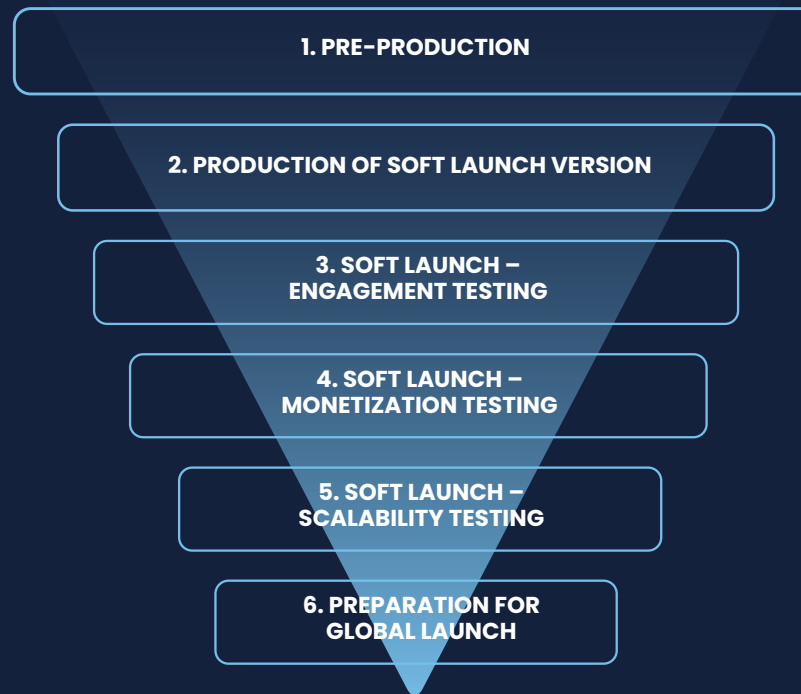 1. PRE-PRODUCTION
2. PRODUCTION OF SOFT LAUNCH VERSION
3. SOFT LAUNCH –
ENGAGEMENT TESTING
4. SOFT LAUNCH –
MONETIZATION TESTING
5. SOFT LAUNCH –
SCALABILITY TESTING
6. PREPARATION FOR
GLOBAL LAUNCH